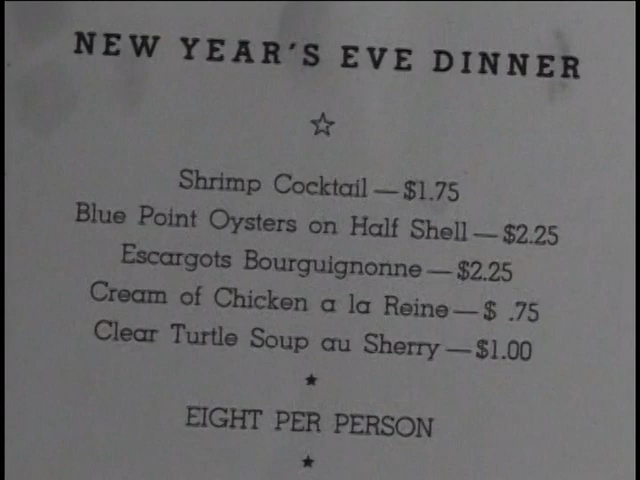 NEW YEAR'S EVE DINNER
Shrimp Cocktail — $1.75
Blue Point Oysters on Half Shell — $2.25
Escargots Bourguignonne — $2.25
Cream of Chicken a la Reine — $ .75
Clear Turtle Soup au Sherry — $1.00
EIGHT PER PERSON